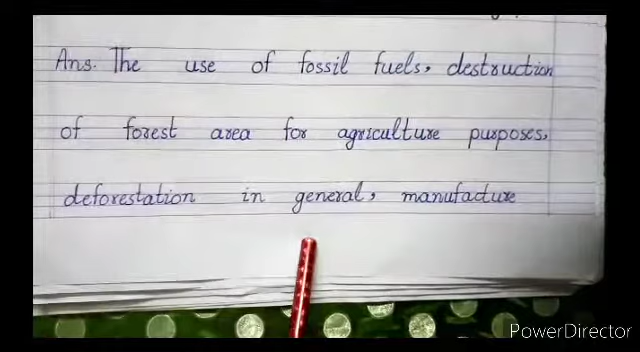 Ans. The use of fossil fuels, destruction
of forest area for agriculture purposes,
deforestation in general, manufacture
PowerDirector